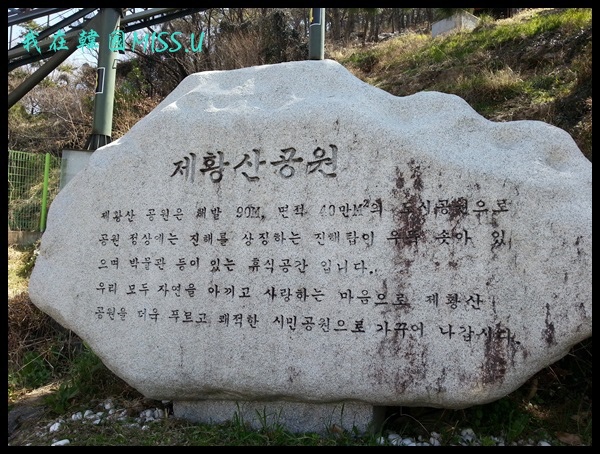 我在韓國MISS.U
제황산공원
제황산 공원은 해발 90M, 면적 40만M²의 도시공원으로
공원 정상에는 진해를 상징하는 진해탑이 우뚝 솟아 있
으며 박물관 등이 있는 휴식공간 입니다.
우리 모두 자연을 아끼고 사랑하는 마음으로 제황산
공원을 더욱 푸르고 쾌적한 시민공원으로 가꾸어 나갑시다.